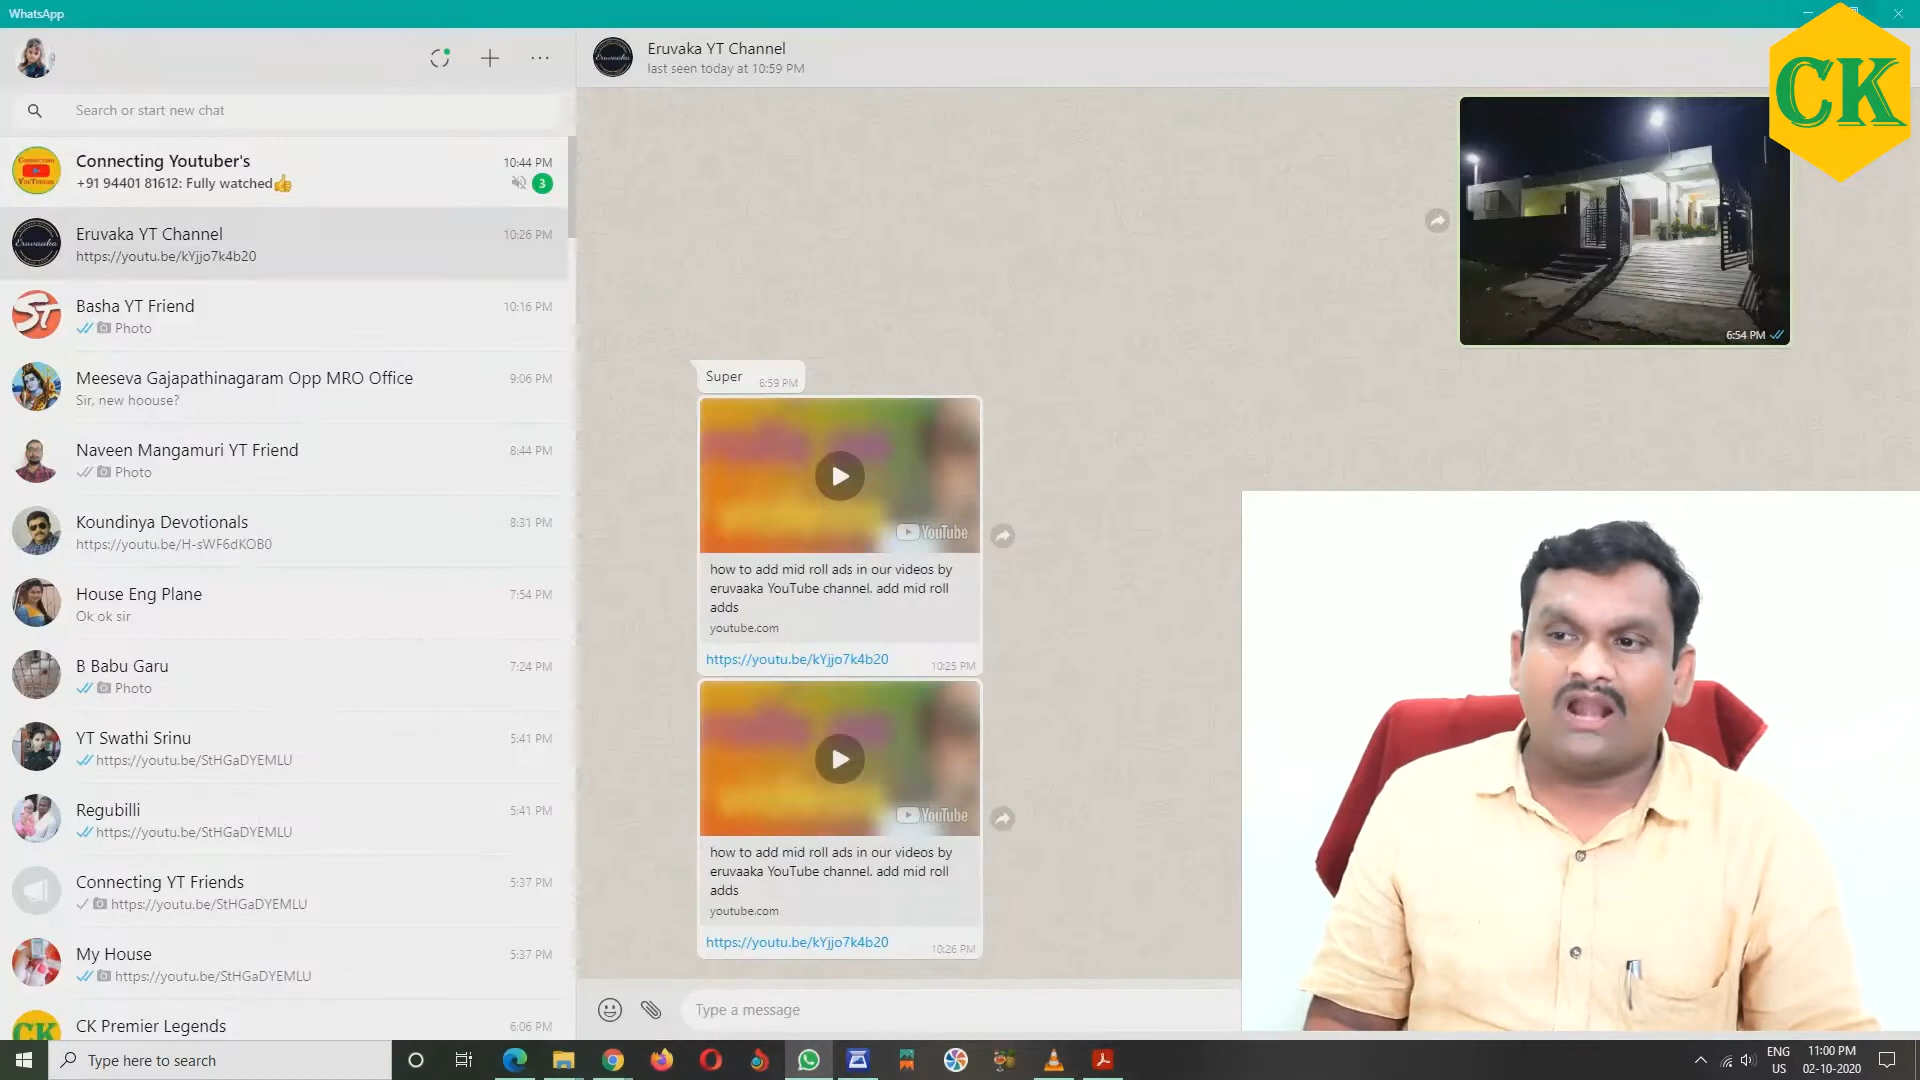 WhatsApp
Search or start new chat
Connecting Youtuber's
10:44 PM
+91 94401 81612: Fully watched👍
3
Eruvaka YT Channel
10:26 PM
https://youtu.be/kYjjo7k4b20
Basha YT Friend
10:16 PM
Photo
Meeseva Gajapathinagaram Opp MRO Office
9:06 PM
Sir, new hoouse?
Naveen Mangamuri YT Friend
8:44 PM
Photo
Koundinya Devotionals
8:31 PM
https://youtu.be/H-sWF6dKOB0
House Eng Plane
7:54 PM
Ok ok sir
B Babu Garu
7:24 PM
Photo
YT Swathi Srinu
5:41 PM
https://youtu.be/StHGaDYEMLU
Regubilli
5:41 PM
https://youtu.be/StHGaDYEMLU
Connecting YT Friends
5:37 PM
https://youtu.be/StHGaDYEMLU
My House
5:37 PM
https://youtu.be/StHGaDYEMLU
CK Premier Legends
6:06 PM
CK
Eruvaka YT Channel
last seen today at 10:59 PM
CK
6:54 PM
Super
6:59 PM
YouTube
how to add mid roll ads in our videos by
eruvaaka YouTube channel. add mid roll
adds
youtube.com
https://youtu.be/kYjjo7k4b20
10:25 PM
YouTube
how to add mid roll ads in our videos by
eruvaaka YouTube channel. add mid roll
adds
youtube.com
https://youtu.be/kYjjo7k4b20
10:26 PM
Type a message
Type here to search
ENG
US
11:00 PM
02-10-2020